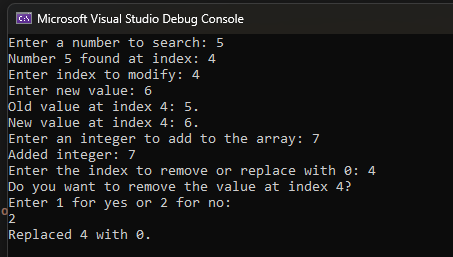 Microsoft Visual Studio Debug Console
Enter a number to search: 5
Number 5 found at index: 4
Enter index to modify: 4
Enter new value: 6
Old value at index 4: 5.
New value at index 4: 6.
Enter an integer to add to the array: 7
Added integer: 7
Enter the index to remove or replace with 0: 4
Do you want to remove the value at index 4?
Enter 1 for yes or 2 for no:
2
Replaced 4 with 0.